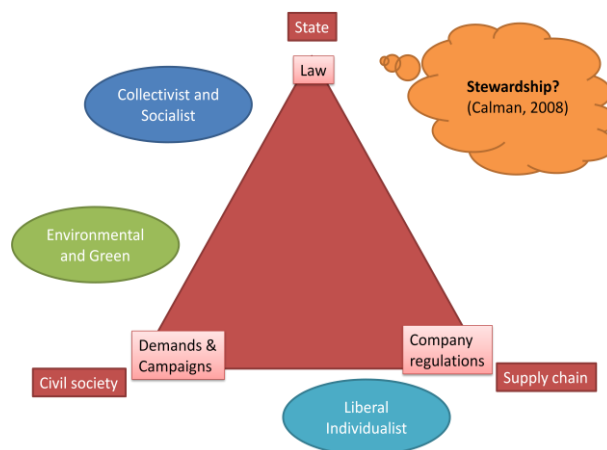 State
Law
Stewardship?
(Calman, 2008)
Collectivist and
Socialist
Environmental
and Green
Demands &
Campaigns
Company
regulations
Civil society
Supply chain
Liberal
Individualist